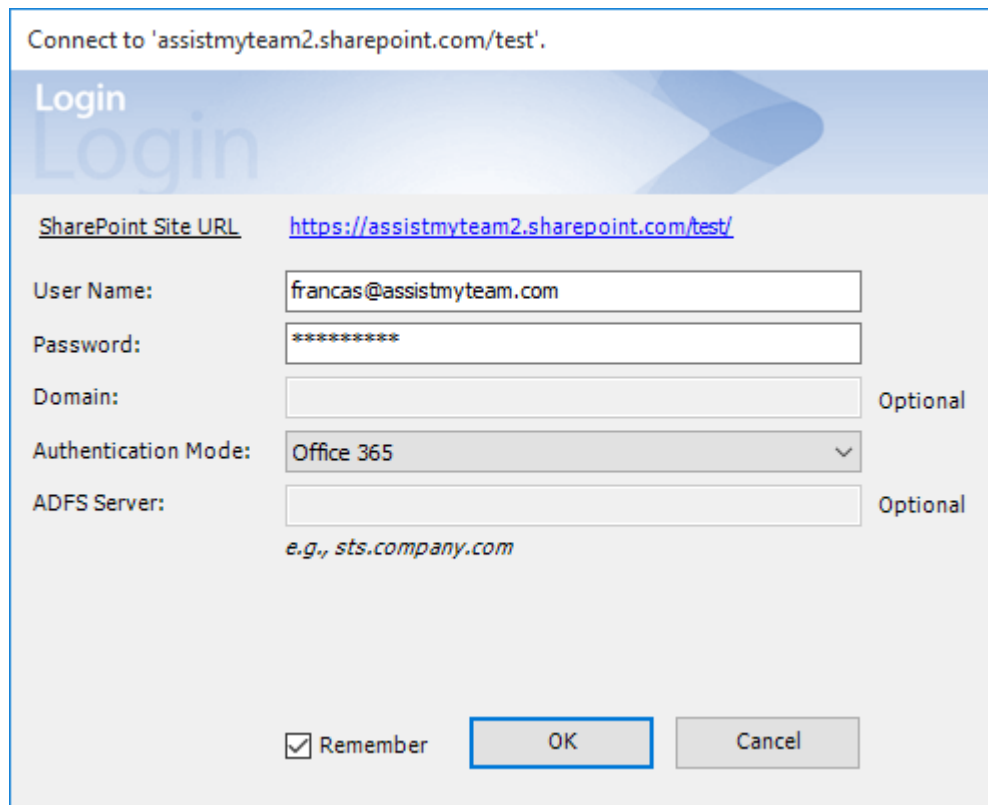 Connect to 'assistmyteam2.sharepoint.com/test'.
Login
Login
SharePoint Site URL https://assistmyteam2.sharepoint.com/test/
User Name: francas@assistmyteam.com
Password: *********
Domain: Optional
Authentication Mode: Office 365
ADFS Server: Optional
e.g., sts.company.com
Remember OK Cancel